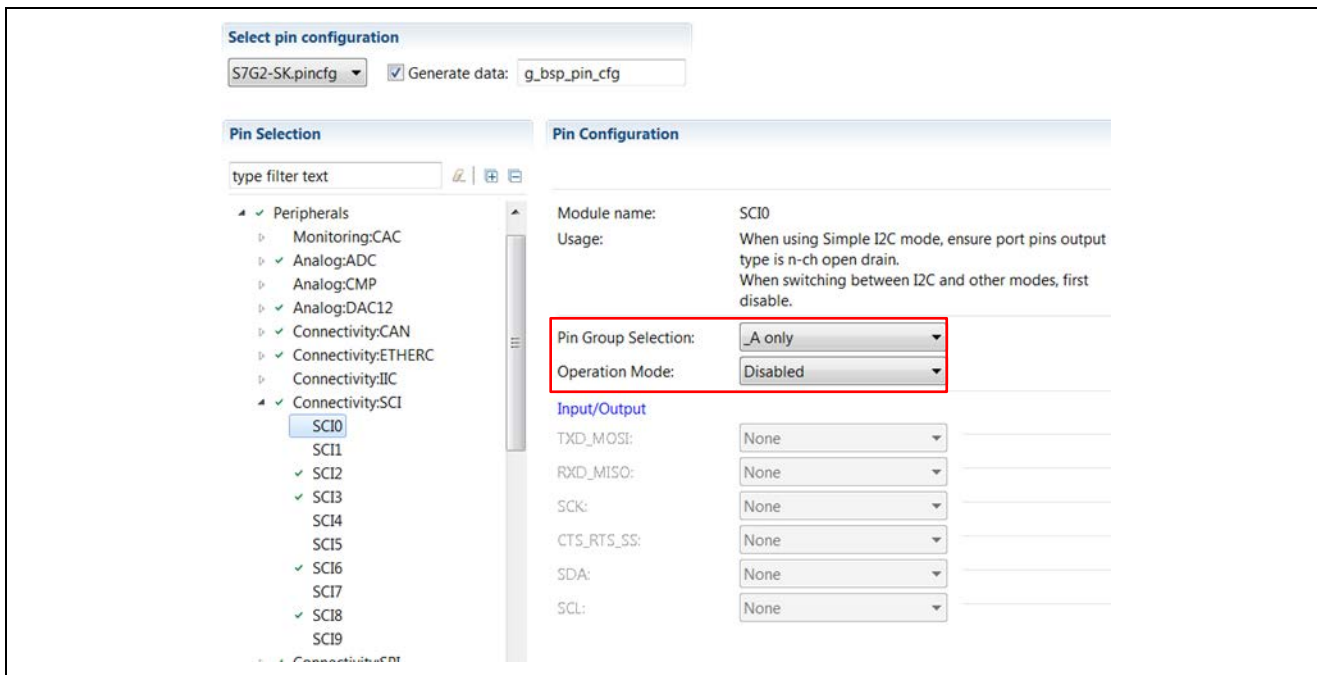 Select pin configuration
S7G2-SK.pincfg Generate data: g_bsp_pin_cfg
Pin Selection
type filter text
Peripherals
Monitoring:CAC
Analog:ADC
Analog:CMP
Analog:DAC12
Connectivity:CAN
Connectivity:ETHERC
Connectivity:IIC
Connectivity:SCI
SCI0
SCI1
SCI2
SCI3
SCI4
SCI5
SCI6
SCI7
SCI8
SCI9
Connectivity:SPI
Pin Configuration
Module name: SCI0
Usage: When using Simple I2C mode, ensure port pins output
type is n-ch open drain.
When switching between I2C and other modes, first
disable.
Pin Group Selection: _A only
Operation Mode: Disabled
Input/Output
TXD_MOSI: None
RXD_MISO: None
SCK: None
CTS_RTS_SS: None
SDA: None
SCL: None